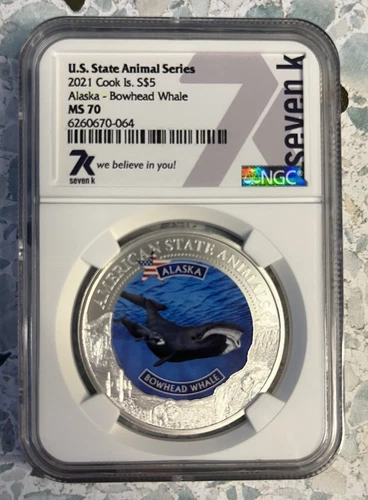 U.S. State Animal Series
2021 Cook Is. S$5
Alaska - Bowhead Whale
MS 70
6260670-064
7k
seven k
we believe in you!
NGC
7
seven k
AMERICAN STATE ANIMALS
ALASKA
BOWHEAD WHALE